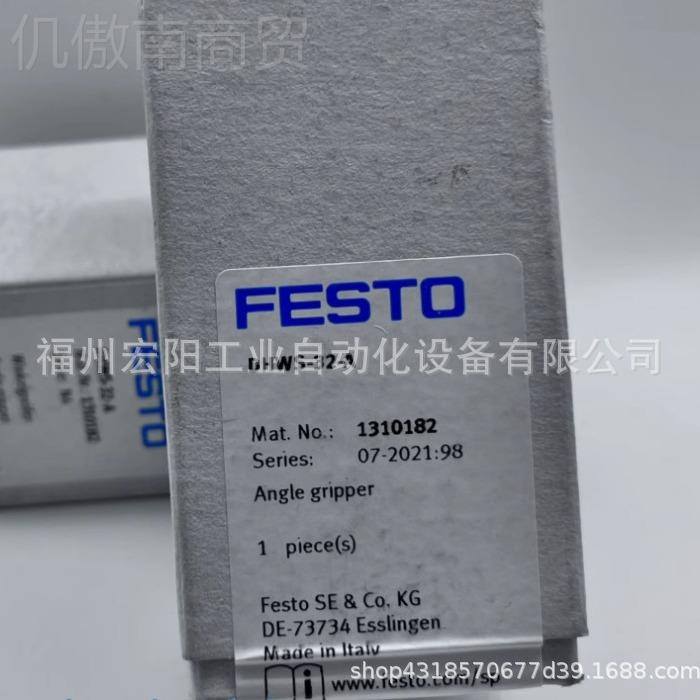 仉傲南商贸
FESTO
福州宏阳工业自动化设备有限公司
Mat. No.: 1310182
Series: 07-2021:98
Angle gripper
1 piece(s)
Festo SE & Co. KG
DE-73734 Esslingen
Made in Italy
www.festo.com/sp
shop4318570677d39.1688.com
FESTO
1310182